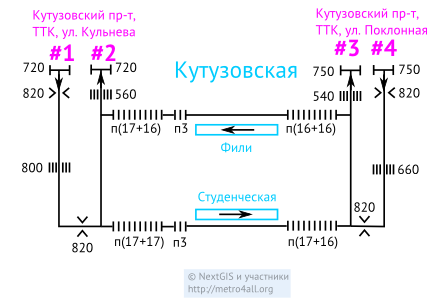 Кутузовский пр-т,
ТТК, ул. Кульнева
#1 #2
Кутузовский пр-т,
ТТК, ул. Поклонная
#3 #4
720
720
750
750
820
560
Кутузовская
540
820
п(17+16)
п3
п(16+16)
Фили
800
660
Студенческая
820
820
п(17+17)
п3
п(17+16)
© NextGIS и участники
http://metro4all.org